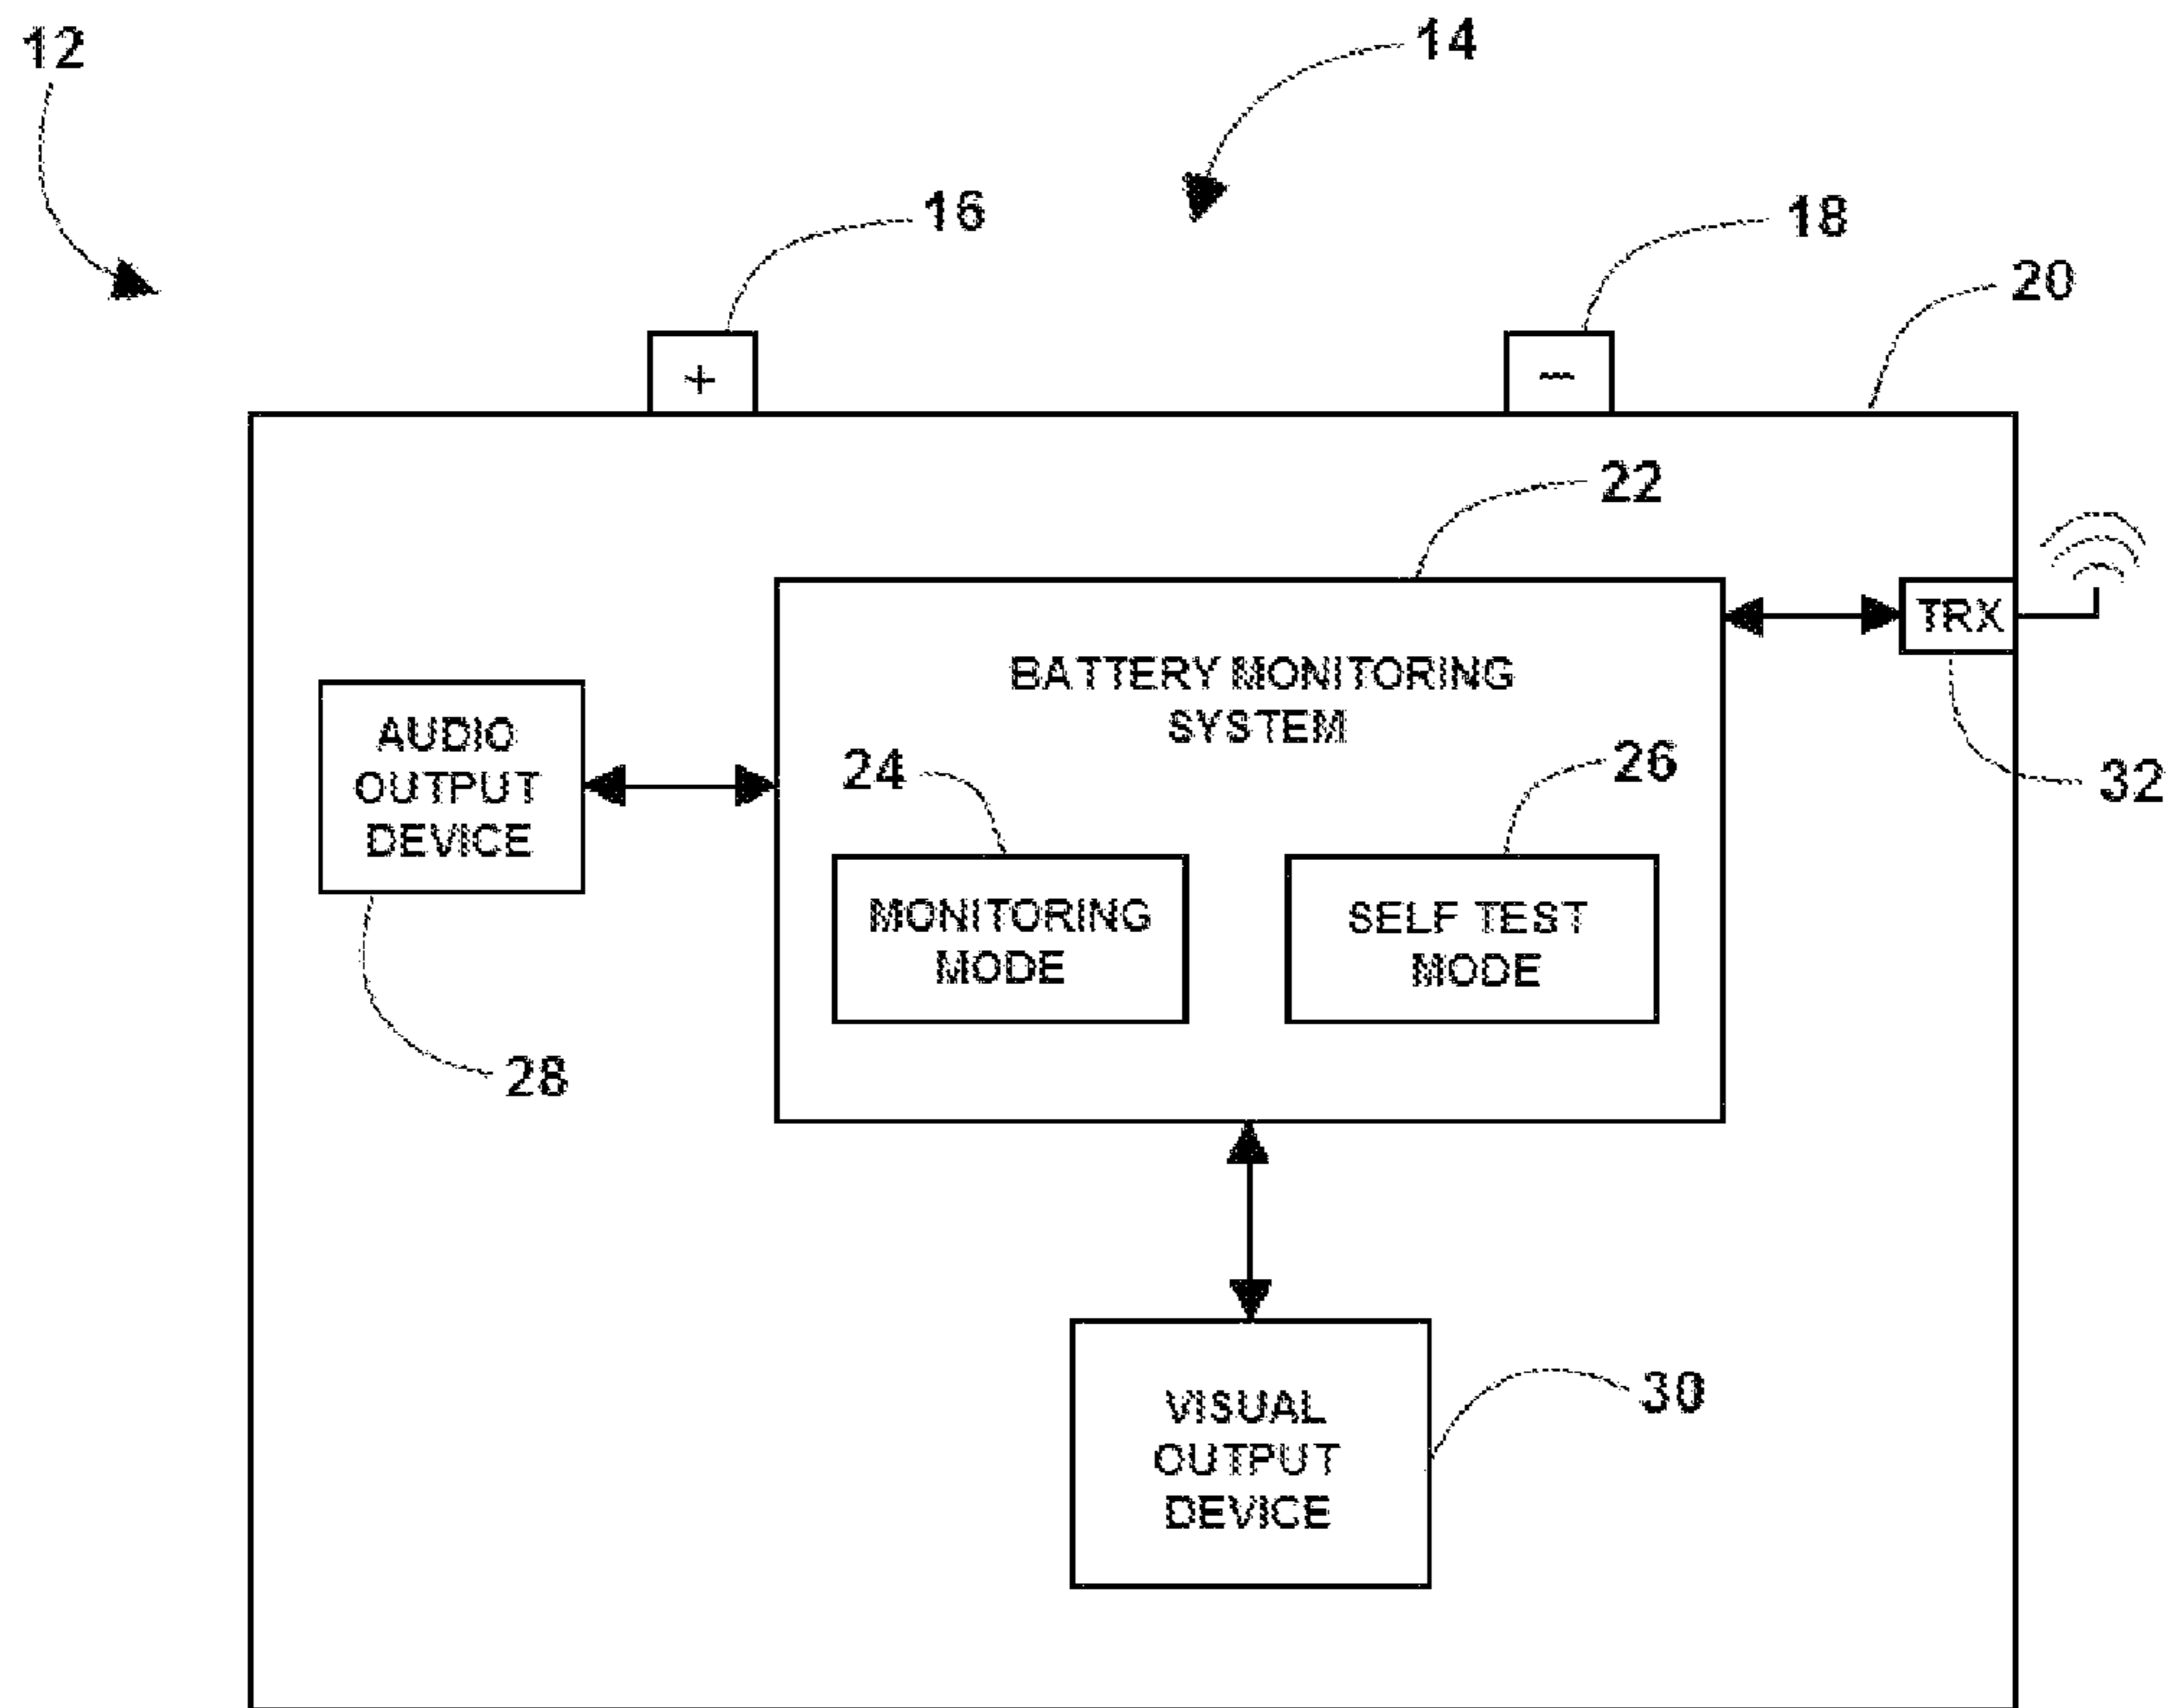 12
14
16
18
20
+
−
22
TRX
BATTERY MONITORING
SYSTEM
AUDIO
OUTPUT
DEVICE
24
26
32
MONITORING
MODE
SELF TEST
MODE
28
30
VISUAL
OUTPUT
DEVICE